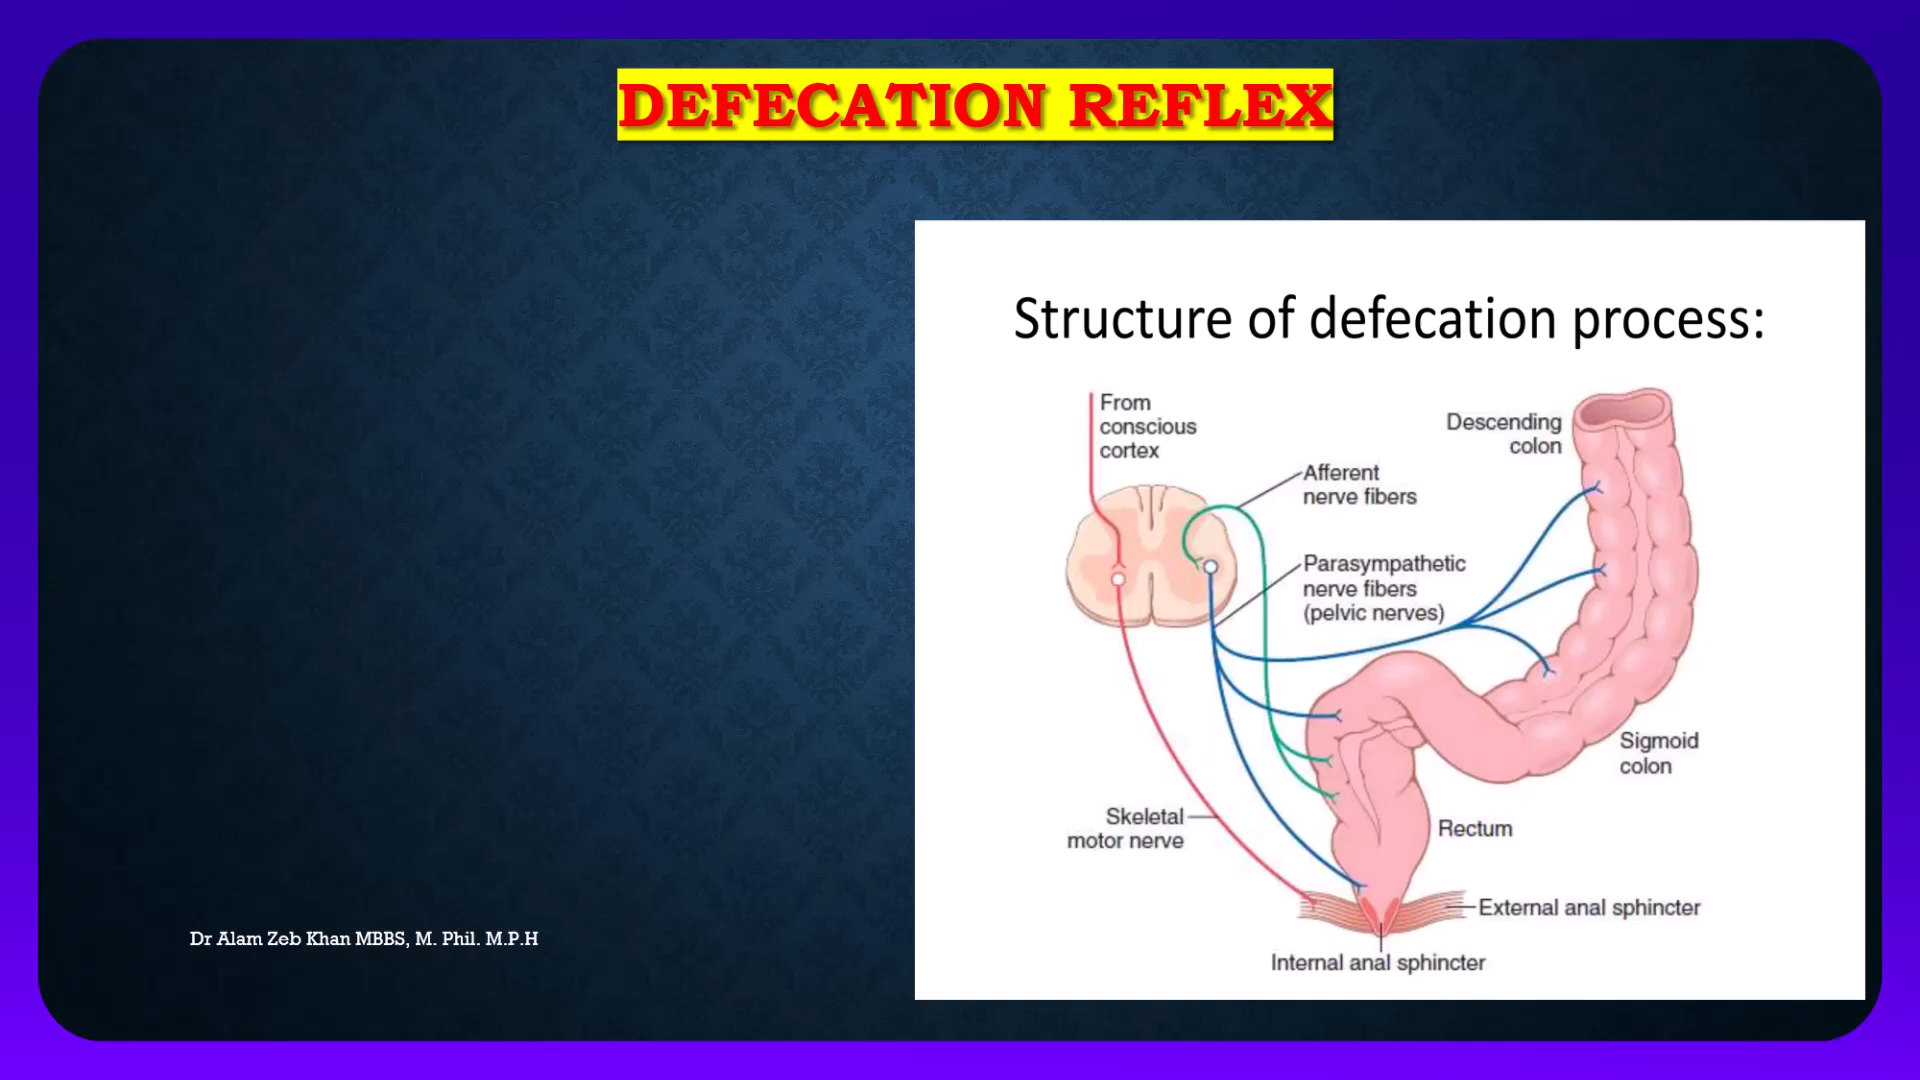 DEFECATION REFLEX
Structure of defecation process:
From
conscious
cortex
Descending
colon
Afferent
nerve fibers
Parasympathetic
nerve fibers
(pelvic nerves)
Sigmoid
colon
Skeletal
motor nerve
Rectum
External anal sphincter
Internal anal sphincter
Dr Alam Zeb Khan MBBS, M. Phil. M.P.H